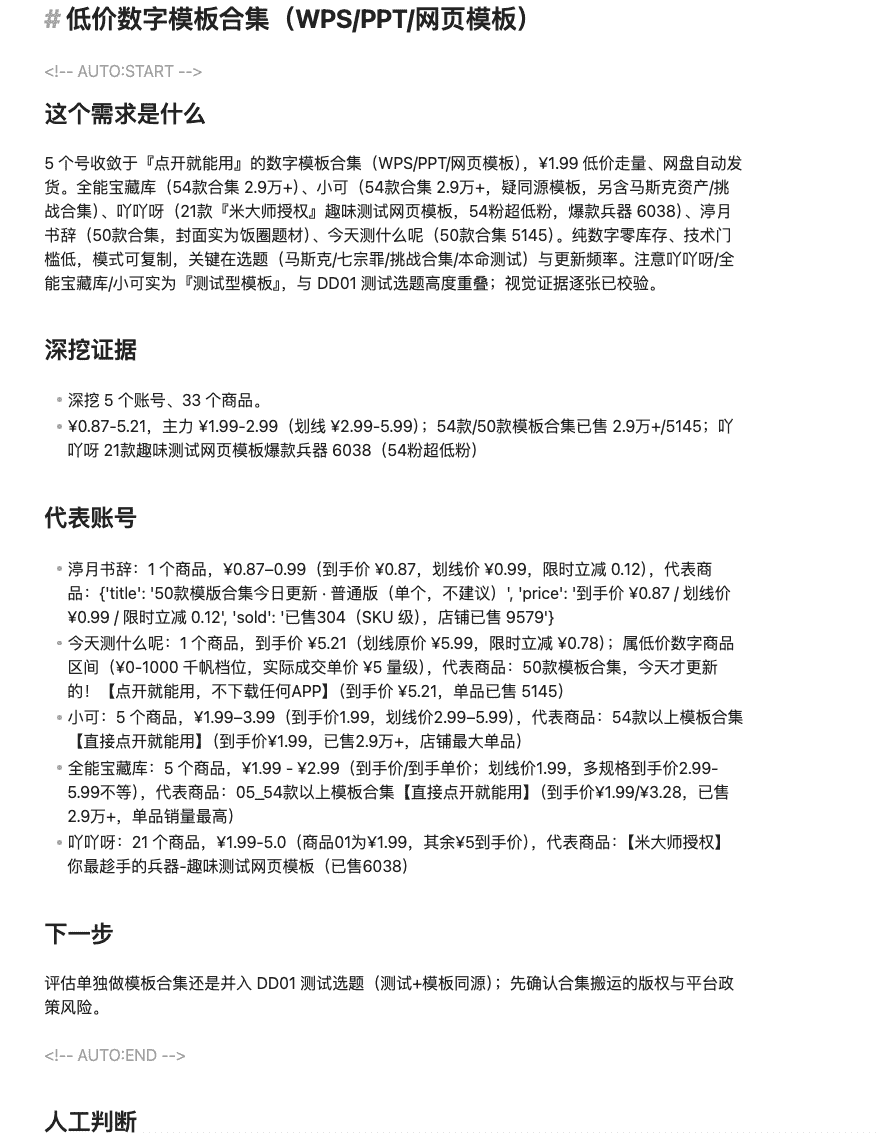 # 低价数字模板合集（WPS/PPT/网页模板）
<!-- AUTO:START -->
这个需求是什么
5 个号收敛于『点开就能用』的数字模板合集（WPS/PPT/网页模板），¥1.99 低价走量、网盘自动发
货。全能宝藏库（54款合集 2.9万+）、小可（54款合集 2.9万+，疑同源模板，另含马斯克资产/挑
战合集）、吖吖呀（21款『米大师授权』趣味测试网页模板，54粉超低粉，爆款兵器 6038）、渟月
书辞（50款合集，封面实为饭圈题材）、今天测什么呢（50款合集 5145）。纯数字零库存、技术门
槛低，模式可复制，关键在选题（马斯克/七宗罪/挑战合集/本命测试）与更新频率。注意吖吖呀/全
能宝藏库/小可实为『测试型模板』，与 DD01 测试选题高度重叠；视觉证据逐张已校验。
深挖证据
• 深挖 5 个账号、33 个商品。
• ¥0.87-5.21，主力 ¥1.99-2.99（划线 ¥2.99-5.99）；54款/50款模板合集已售 2.9万+/5145；吖
吖呀 21款趣味测试网页模板爆款兵器 6038（54粉超低粉）
代表账号
• 渟月书辞：1 个商品，¥0.87–0.99（到手价 ¥0.87，划线价 ¥0.99，限时立减 0.12），代表商
品：{'title': '50款模版合集今日更新 · 普通版（单个，不建议）', 'price': '到手价 ¥0.87 / 划线价
¥0.99 / 限时立减 0.12', 'sold': '已售304（SKU 级），店铺已售 9579'}
• 今天测什么呢：1 个商品，到手价 ¥5.21（划线原价 ¥5.99，限时立减 ¥0.78）；属低价数字商品
区间（¥0-1000 千帆档位，实际成交单价 ¥5 量级），代表商品：50款模板合集，今天才更新
的！【点开就能用，不下载任何APP】（到手价 ¥5.21，单品已售 5145）
• 小可：5 个商品，¥1.99–3.99（到手价1.99，划线价2.99–5.99），代表商品：54款以上模板合集
【直接点开就能用】（到手价¥1.99，已售2.9万+，店铺最大单品）
• 全能宝藏库：5 个商品，¥1.99 - ¥2.99（到手价/到手单价；划线价1.99，多规格到手价2.99-
5.99不等），代表商品：05_54款以上模板合集【直接点开就能用】（到手价¥1.99/¥3.28，已售
2.9万+，单品销量最高）
• 吖吖呀：21 个商品，¥1.99-5.0（商品01为¥1.99，其余¥5到手价），代表商品：【米大师授权】
你最趁手的兵器-趣味测试网页模板（已售6038）
下一步
评估单独做模板合集还是并入 DD01 测试选题（测试+模板同源）；先确认合集搬运的版权与平台政
策风险。
<!-- AUTO:END -->
人工判断